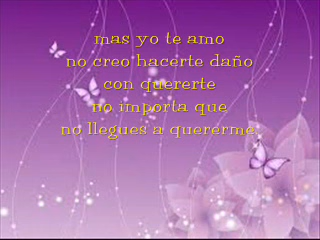 mas yo te amo
no creo hacerte daño
con quererte
no importa que
no llegues a quererme